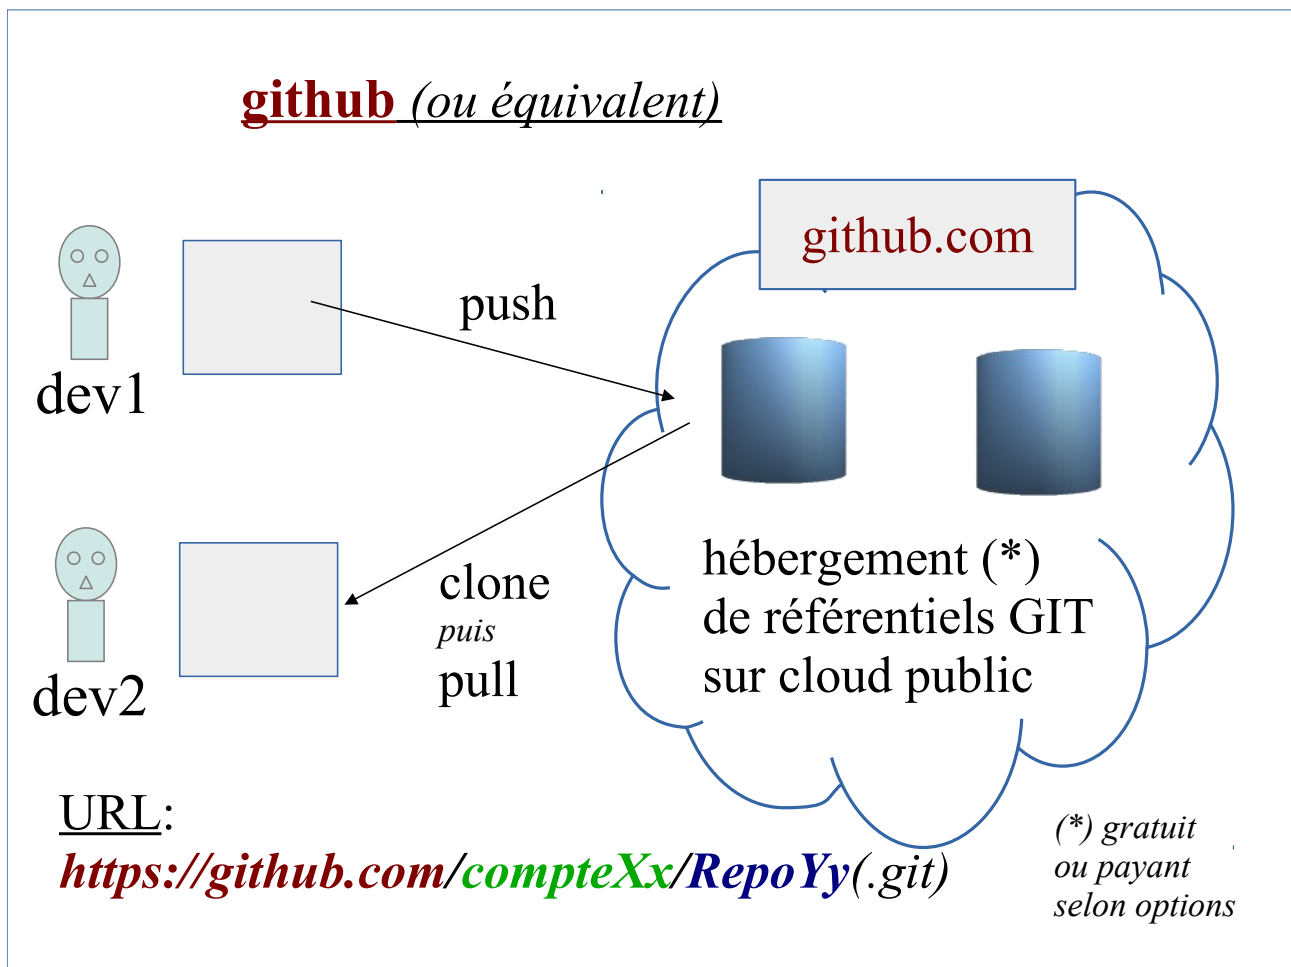 github (ou équivalent)
github.com
dev1
push
hébergement (*)
de référentiels GIT
sur cloud public
clone
puis
pull
dev2
URL:
https://github.com/compteXx/RepoYy(.git)
(*) gratuit
ou payant
selon options